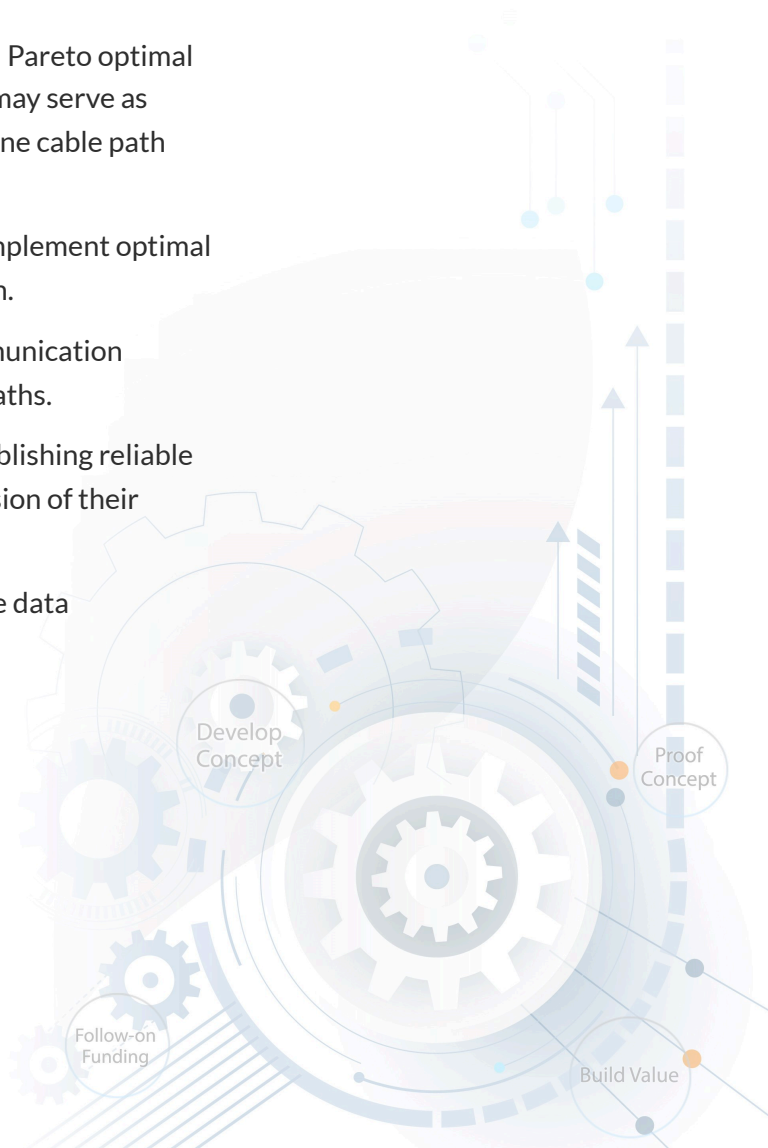 Pareto optimal
may serve as
ne cable path
nplement optimal
n.
nunication
aths.
blishing reliable
sion of their
e data
Develop
Concept
Proof
Concept
Follow-on
Funding
Build Value